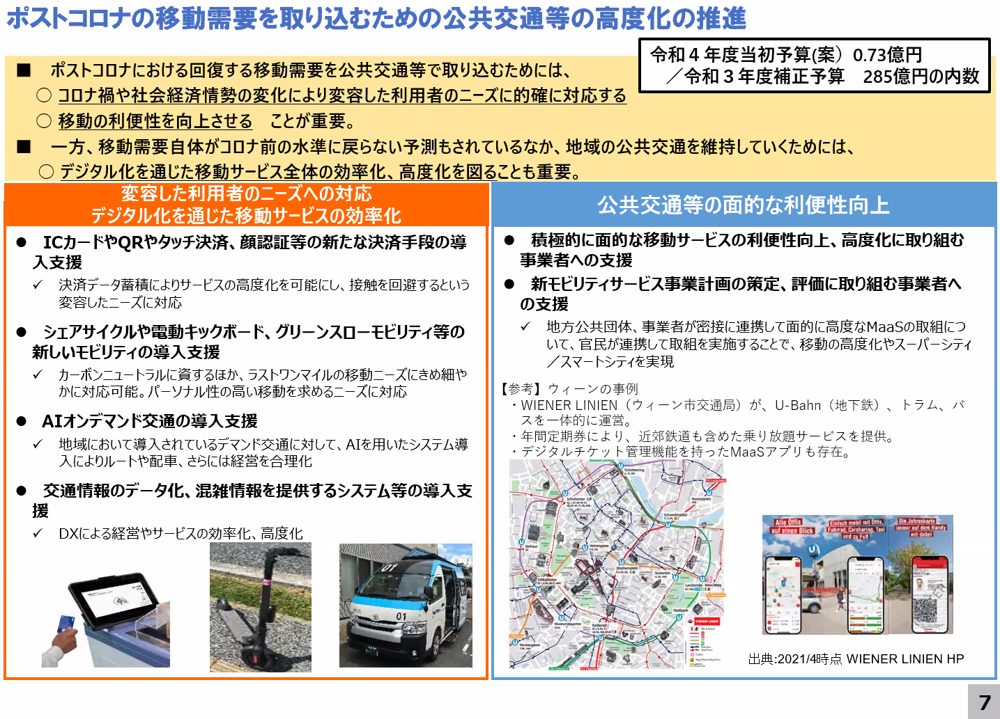 ポストコロナの移動需要を取り込むための公共交通等の高度化の推進
令和４年度当初予算(案）0.73億円
／令和３年度補正予算　285億円の内数
■　ポストコロナにおける回復する移動需要を公共交通等で取り込むためには、
○ コロナ禍や社会経済情勢の変化により変容した利用者のニーズに的確に対応する
○ 移動の利便性を向上させる　ことが重要。
■　一方、移動需要自体がコロナ前の水準に戻らない予測もされているなか、地域の公共交通を維持していくためには、
○ デジタル化を通じた移動サービス全体の効率化、高度化を図ることも重要。
変容した利用者のニーズへの対応
デジタル化を通じた移動サービスの効率化
●　ICカードやQRやタッチ決済、顔認証等の新たな決済手段の導
入支援
✓　決済データ蓄積によりサービスの高度化を可能にし、接触を回避するという
変容したニーズに対応
●　シェアサイクルや電動キックボード、グリーンスローモビリティ等の
新しいモビリティの導入支援
✓　カーボンニュートラルに資するほか、ラストワンマイルの移動ニーズにきめ細や
かに対応可能。パーソナル性の高い移動を求めるニーズに対応
●　AIオンデマンド交通の導入支援
✓　地域において導入されているデマンド交通に対して、AIを用いたシステム導
入によりルートや配車、さらには経営を合理化
●　交通情報のデータ化、混雑情報を提供するシステム等の導入支
援
✓　DXによる経営やサービスの効率化、高度化
01
01
公共交通等の面的な利便性向上
●　積極的に面的な移動サービスの利便性向上、高度化に取り組む
事業者への支援
●　新モビリティサービス事業計画の策定、評価に取り組む事業者へ
の支援
✓　地方公共団体、事業者が密接に連携して面的に高度なMaaSの取組につ
いて、官民が連携して取組を実施することで、移動の高度化やスーパーシティ
／スマートシティを実現
【参考】ウィーンの事例
・WIENER LINIEN（ウィーン市交通局）が、U-Bahn（地下鉄）、トラム、バ
スを一体的に運営。
・年間定期券により、近郊鉄道も含めた乗り放題サービスを提供。
・デジタルチケット管理機能を持ったMaaSアプリも存在。
Schottenring
Schottentor
Nestroyplatz
Schwedenplatz
Rathaus
Herrengasse
Stephansplatz
Stubentor
Volkstheater
Landstraße - Wien Mitte
Stadtpark
Museumsquartier
Karlsplatz
Neubaugasse
WIENER LINIEN
Alle Öffis
auf einen Blick
Einfach mobil mit Öffis,
Fahrrad, Carsharing, Taxi
und zu Fuß
Die Jahreskarte
immer auf dem Handy
mit dabei
出典:2021/4時点 WIENER LINIEN HP
7